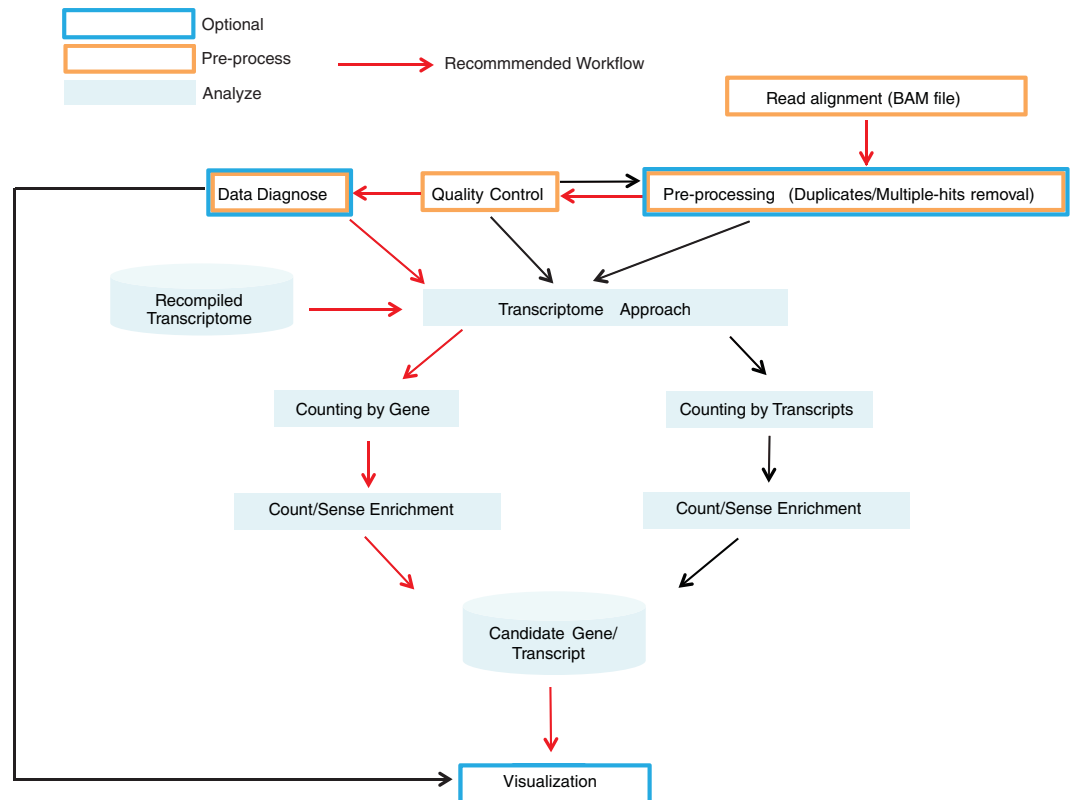 Optional
Pre-process
Analyze
Recommmended Workflow
Read alignment (BAM file)
Data Diagnose
Quality Control
Pre-processing (Duplicates/Multiple-hits removal)
Recompiled
Transcriptome
Transcriptome Approach
Counting by Gene
Counting by Transcripts
Count/Sense Enrichment
Count/Sense Enrichment
Candidate Gene/
Transcript
Visualization